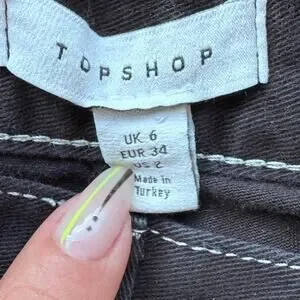 TOPSHOP
UK 6
EUR 34
US 2
Made in
Turkey